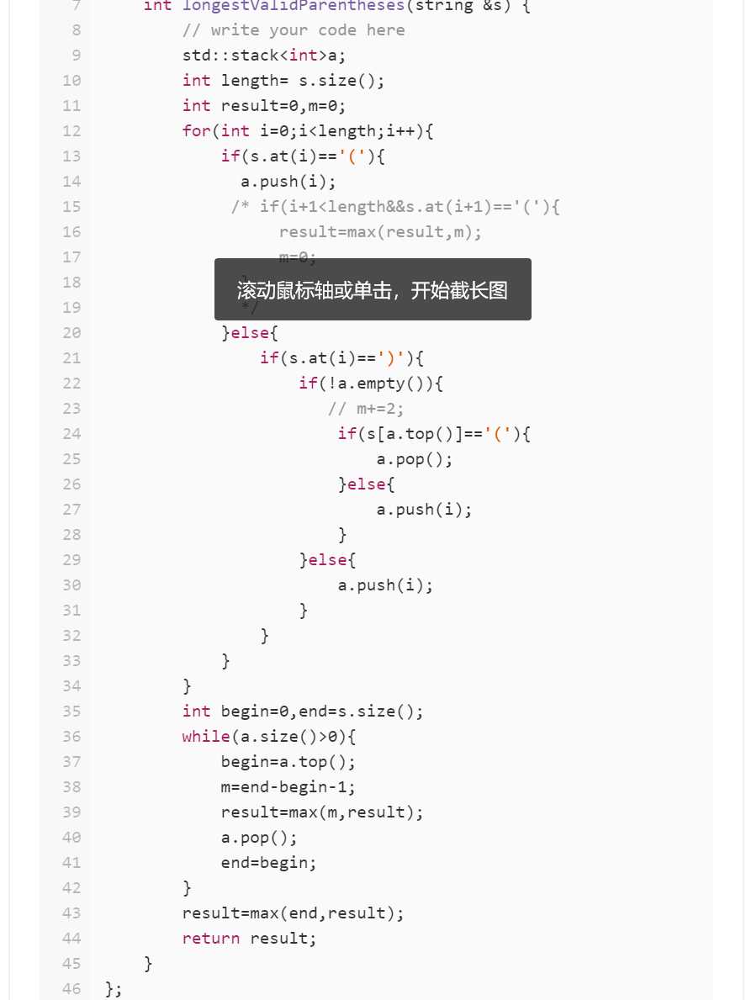 7 int longestValidParentheses(string &s) {
8 // write your code here
9 std::stack<int>a;
10 int length= s.size();
11 int result=0,m=0;
12 for(int i=0;i<length;i++){
13 if(s.at(i)=='('){
14 a.push(i);
15 /* if(i+1<length&&s.at(i+1)=='('){
16 result=max(result,m);
17 m=0;
18 }
滚动鼠标轴或单击，开始截长图
19 */
20 }else{
21 if(s.at(i)==')'){
22 if(!a.empty()){
23 // m+=2;
24 if(s[a.top()]=='('){
25 a.pop();
26 }else{
27 a.push(i);
28 }
29 }else{
30 a.push(i);
31 }
32 }
33 }
34 }
35 int begin=0,end=s.size();
36 while(a.size()>0){
37 begin=a.top();
38 m=end-begin-1;
39 result=max(m,result);
40 a.pop();
41 end=begin;
42 }
43 result=max(end,result);
44 return result;
45 }
46 };